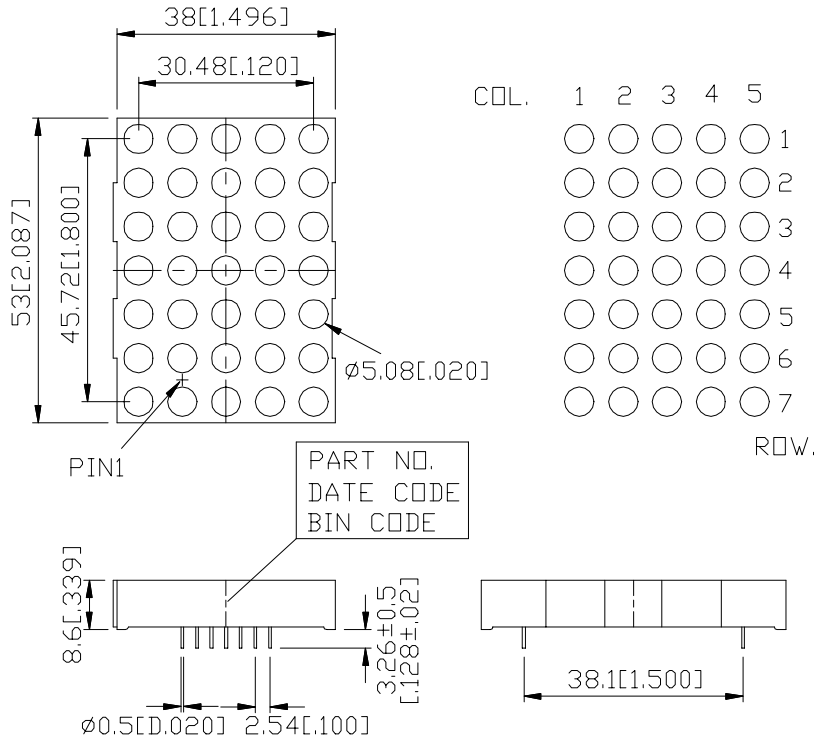 38[1.496]
30.48[.120]
COL. 1 2 3 4 5
53[2.087]
45.72[1.800]
1
2
3
4
5
6
7
ø5.08[.020]
ROW.
PIN1
PART NO.
DATE CODE
BIN CODE
8.6[.339]
3.26±0.5
[.128±.02]
38.1[1.500]
ø0.5[D.020]
2.54[.100]